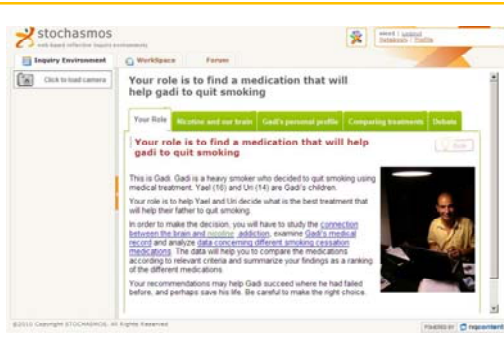 stochasmos
web based reflective inquiry environments
Logout
Inquiry Environment
WorkSpace
Forum
Click to load camera
Your role is to find a medication that will
help gadi to quit smoking
Your Role
Nicotine and our brain
Gadi's personal profile
Comparing treatments
Debate
Your role is to find a medication that will help
gadi to quit smoking
This is Gadi. Gadi is a heavy smoker who decided to quit smoking using
medical treatment. Yael (16) and Uri (14) are Gadi's children.
Your role is to help Yael and Uri decide what is the best treatment that
will help their father to quit smoking.
In order to make the decision, you will have to study the connection
between the brain and nicotine addiction, examine Gadi's medical
record and analyze data concerning different smoking cessation
medications. The data will help you to compare the medications
according to relevant criteria and summarize your findings as a ranking
of the different medications.
Your recommendations may help Gadi succeed where he had failed
before, and perhaps save his life. Be careful to make the right choice.
©2010 Copyright STOCHASMOS. All Rights Reserved
POWERED BY